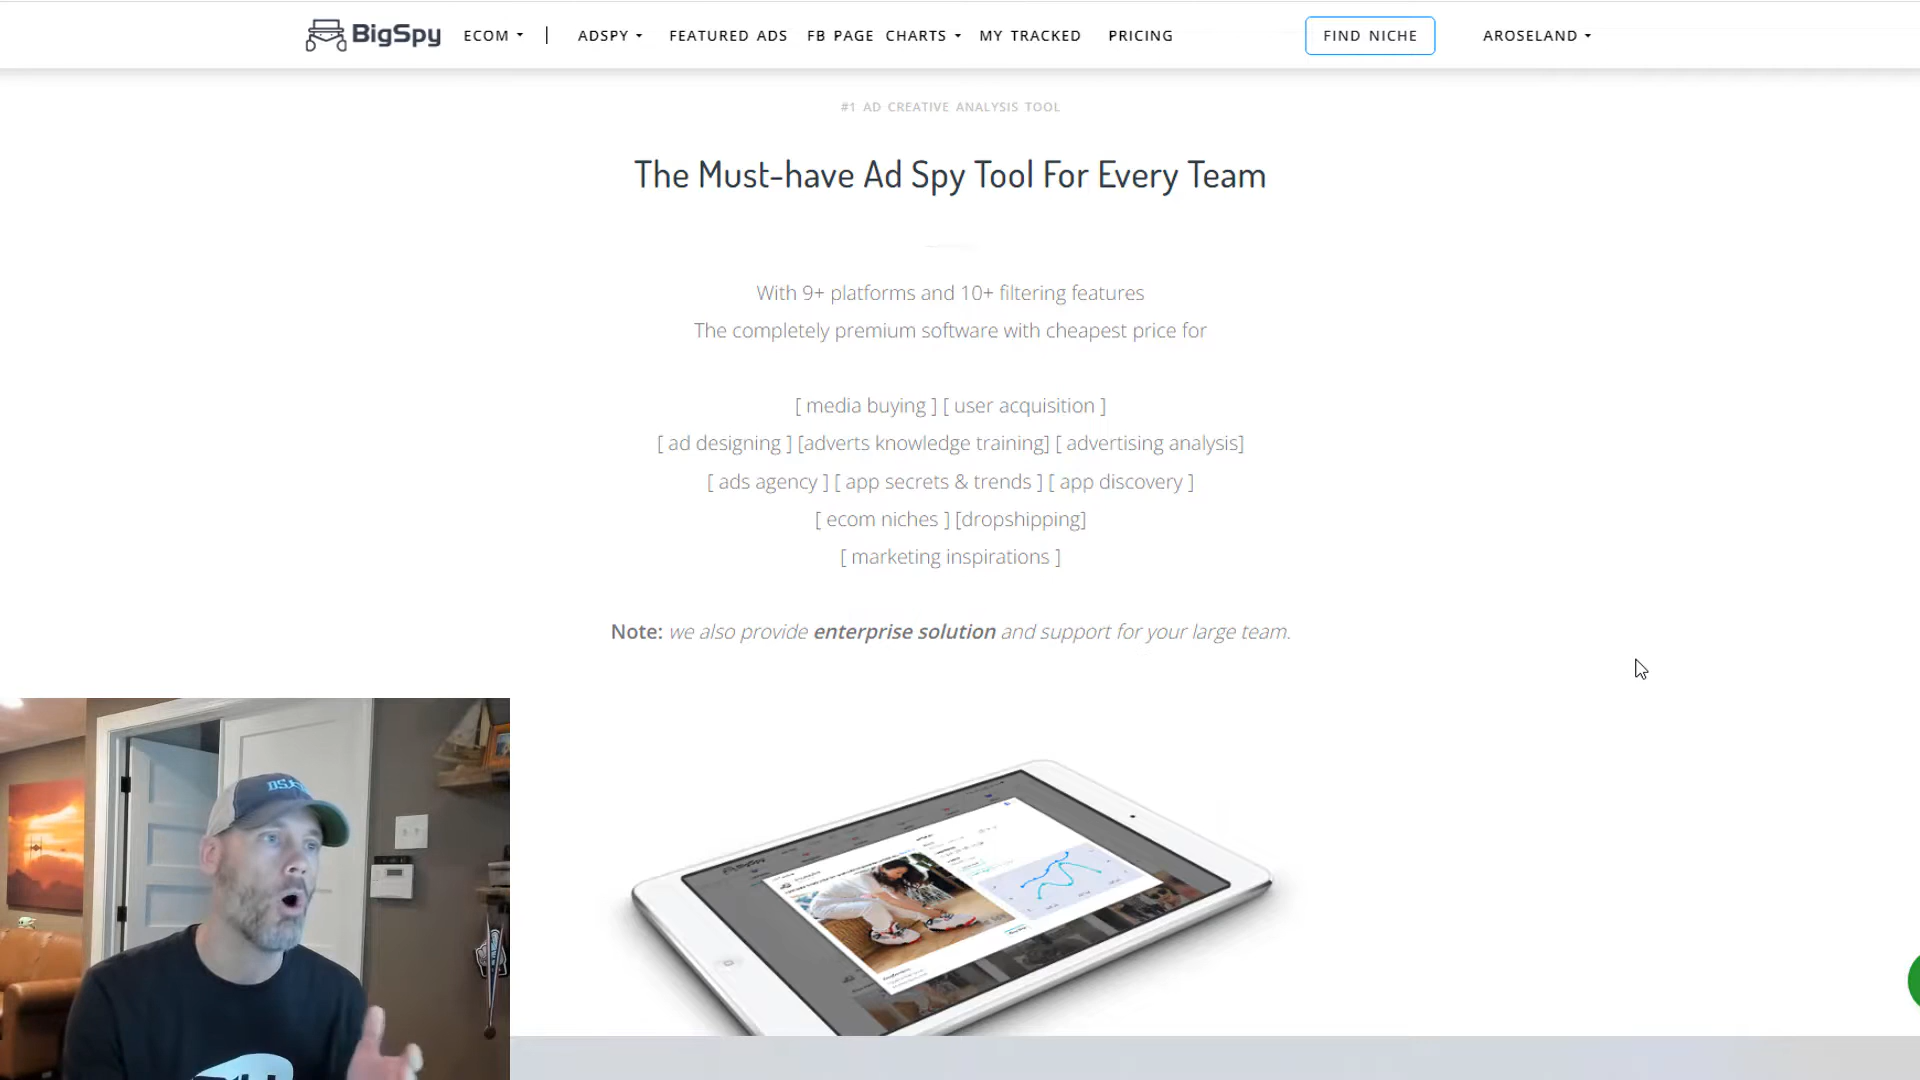 BigSpy ECOM ADSPY FEATURED ADS FB PAGE CHARTS MY TRACKED PRICING FIND NICHE AROSELAND
#1 AD CREATIVE ANALYSIS TOOL
The Must-have Ad Spy Tool For Every Team
With 9+ platforms and 10+ filtering features
The completely premium software with cheapest price for
[ media buying ] [ user acquisition ]
[ ad designing ] [adverts knowledge training] [ advertising analysis]
[ ads agency ] [ app secrets & trends ] [ app discovery ]
[ ecom niches ] [dropshipping]
[ marketing inspirations ]
Note: we also provide enterprise solution and support for your large team.
BigSpy